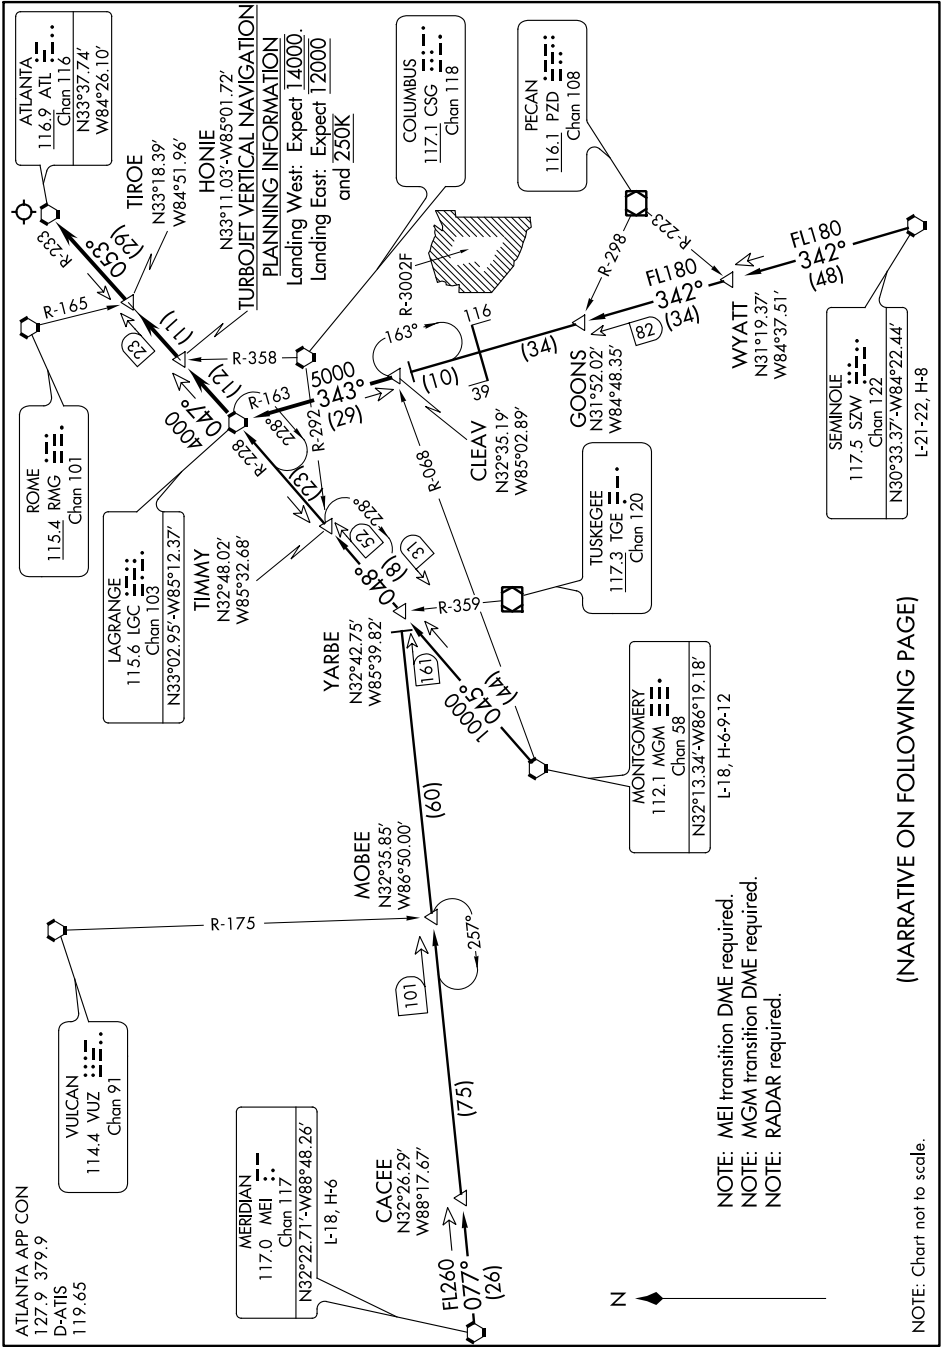 ATLANTA APP CON
127.9 379.9
D-ATIS
119.65
VULCAN
114.4 VUZ
Chan 91
ROME
115.4 RMG
Chan 101
ATLANTA
116.9 ATL
Chan 116
N33°37.74′
W84°26.10′
R-233
053°
(29)
R-165
TIROE
N33°18.39′
W84°51.96′
23
(11)
HONIE
N33°11.03′-W85°01.72′
TURBOJET VERTICAL NAVIGATION
PLANNING INFORMATION
Landing West: Expect 14000.
Landing East: Expect 12000
and 250K
LAGRANGE
115.6 LGC
Chan 103
N33°02.95′-W85°12.37′
4000
047°
(12)
R-358
R-163
228°
R-228
R-292
(23)
5000
343°
(29)
COLUMBUS
117.1 CSG
Chan 118
R-3002F
163°
116
39
(10)
TIMMY
N32°48.02′
W85°32.68′
228°
52
(8)
048°
31
R-068
CLEAV
N32°35.19′
W85°02.89′
PECAN
116.1 PZD
Chan 108
R-298
R-223
(34)
GOONS
N31°52.02′
W84°48.35′
FL180
342°
(34)
82
WYATT
N31°19.37′
W84°37.51′
FL180
342°
(48)
SEMINOLE
117.5 SZW
Chan 122
N30°33.37′-W84°22.44′
L-21-22, H-8
YARBE
N32°42.75′
W85°39.82′
R-359
161
TUSKEGEE
117.3 TGE
Chan 120
10000
045°
(44)
MONTGOMERY
112.1 MGM
Chan 58
N32°13.34′-W86°19.18′
L-18, H-6-9-12
(60)
MOBEE
N32°35.85′
W86°50.00′
R-175
257°
101
(75)
MERIDIAN
117.0 MEI
Chan 117
N32°22.71′-W88°48.26′
L-18, H-6
CACEE
N32°26.29′
W88°17.67′
FL260
077°
(26)
N
NOTE: MEI transition DME required.
NOTE: MGM transition DME required.
NOTE: RADAR required.
(NARRATIVE ON FOLLOWING PAGE)
NOTE: Chart not to scale.